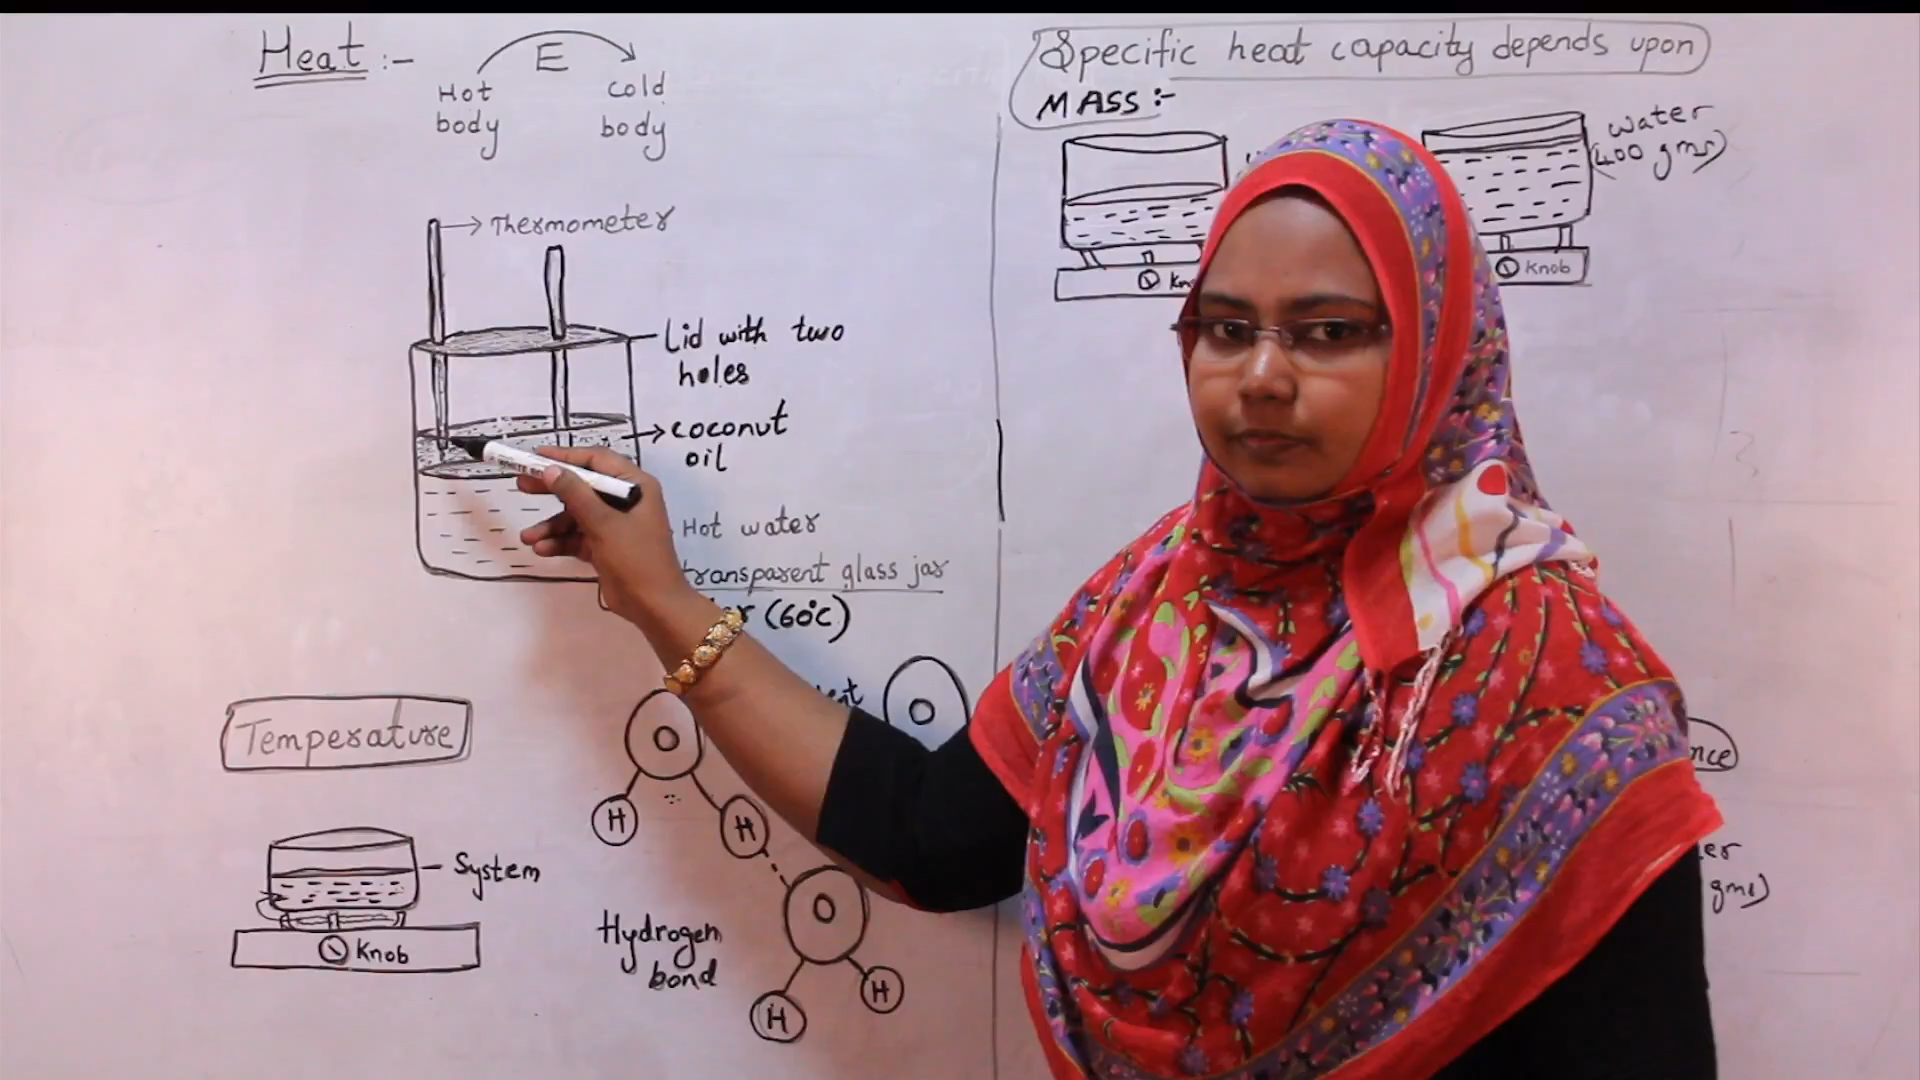 Heat :-
E
Hot
body
Cold
body
Thermometer
Lid with two
holes
coconut
oil
Hot water
transparent glass jar
(60°C)
Temperature
System
Knob
O
O
H
H
O
H
H
Hydrogen
bond
Specific heat capacity depends upon
MASS :-
water
(400 gms)
Knob